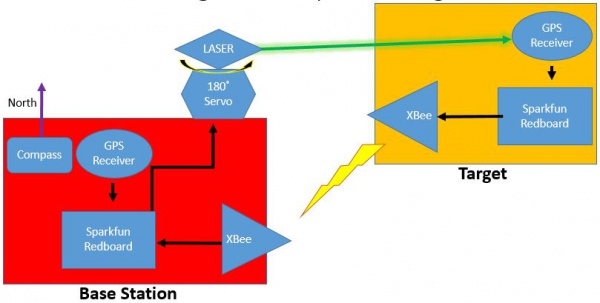 LASER
GPS
Receiver
180°
Servo
North
XBee
Sparkfun
Redboard
Compass
GPS
Receiver
Target
Sparkfun
Redboard
XBee
Base Station